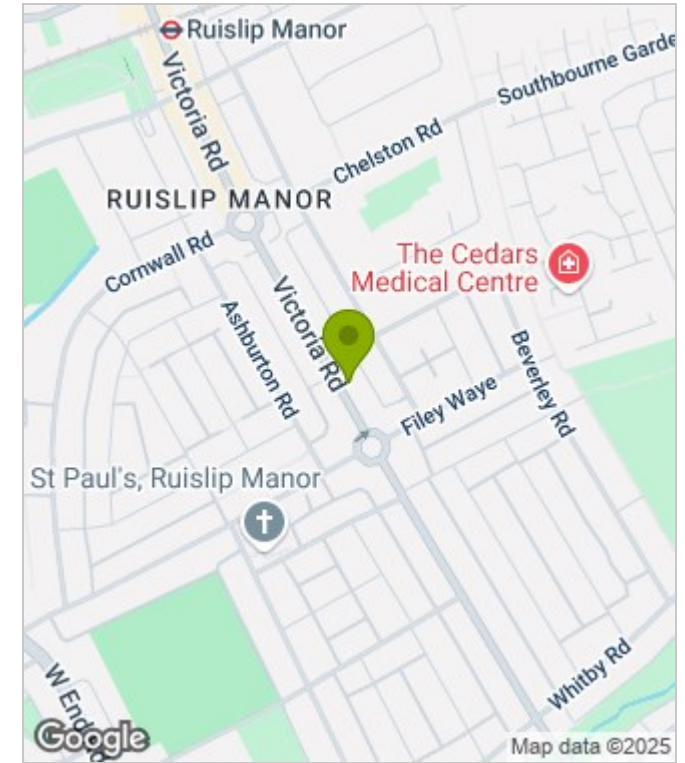 Ruislip Manor
Southbourne Garde
Victoria Rd
Chelston Rd
RUISLIP MANOR
Cornwall Rd
The Cedars
Medical Centre
Victoria Rd
Ashburton Rd
Beverley Rd
Filey Waye
St Paul's, Ruislip Manor
Whitby Rd
W End Rd
Google
Map data ©2025